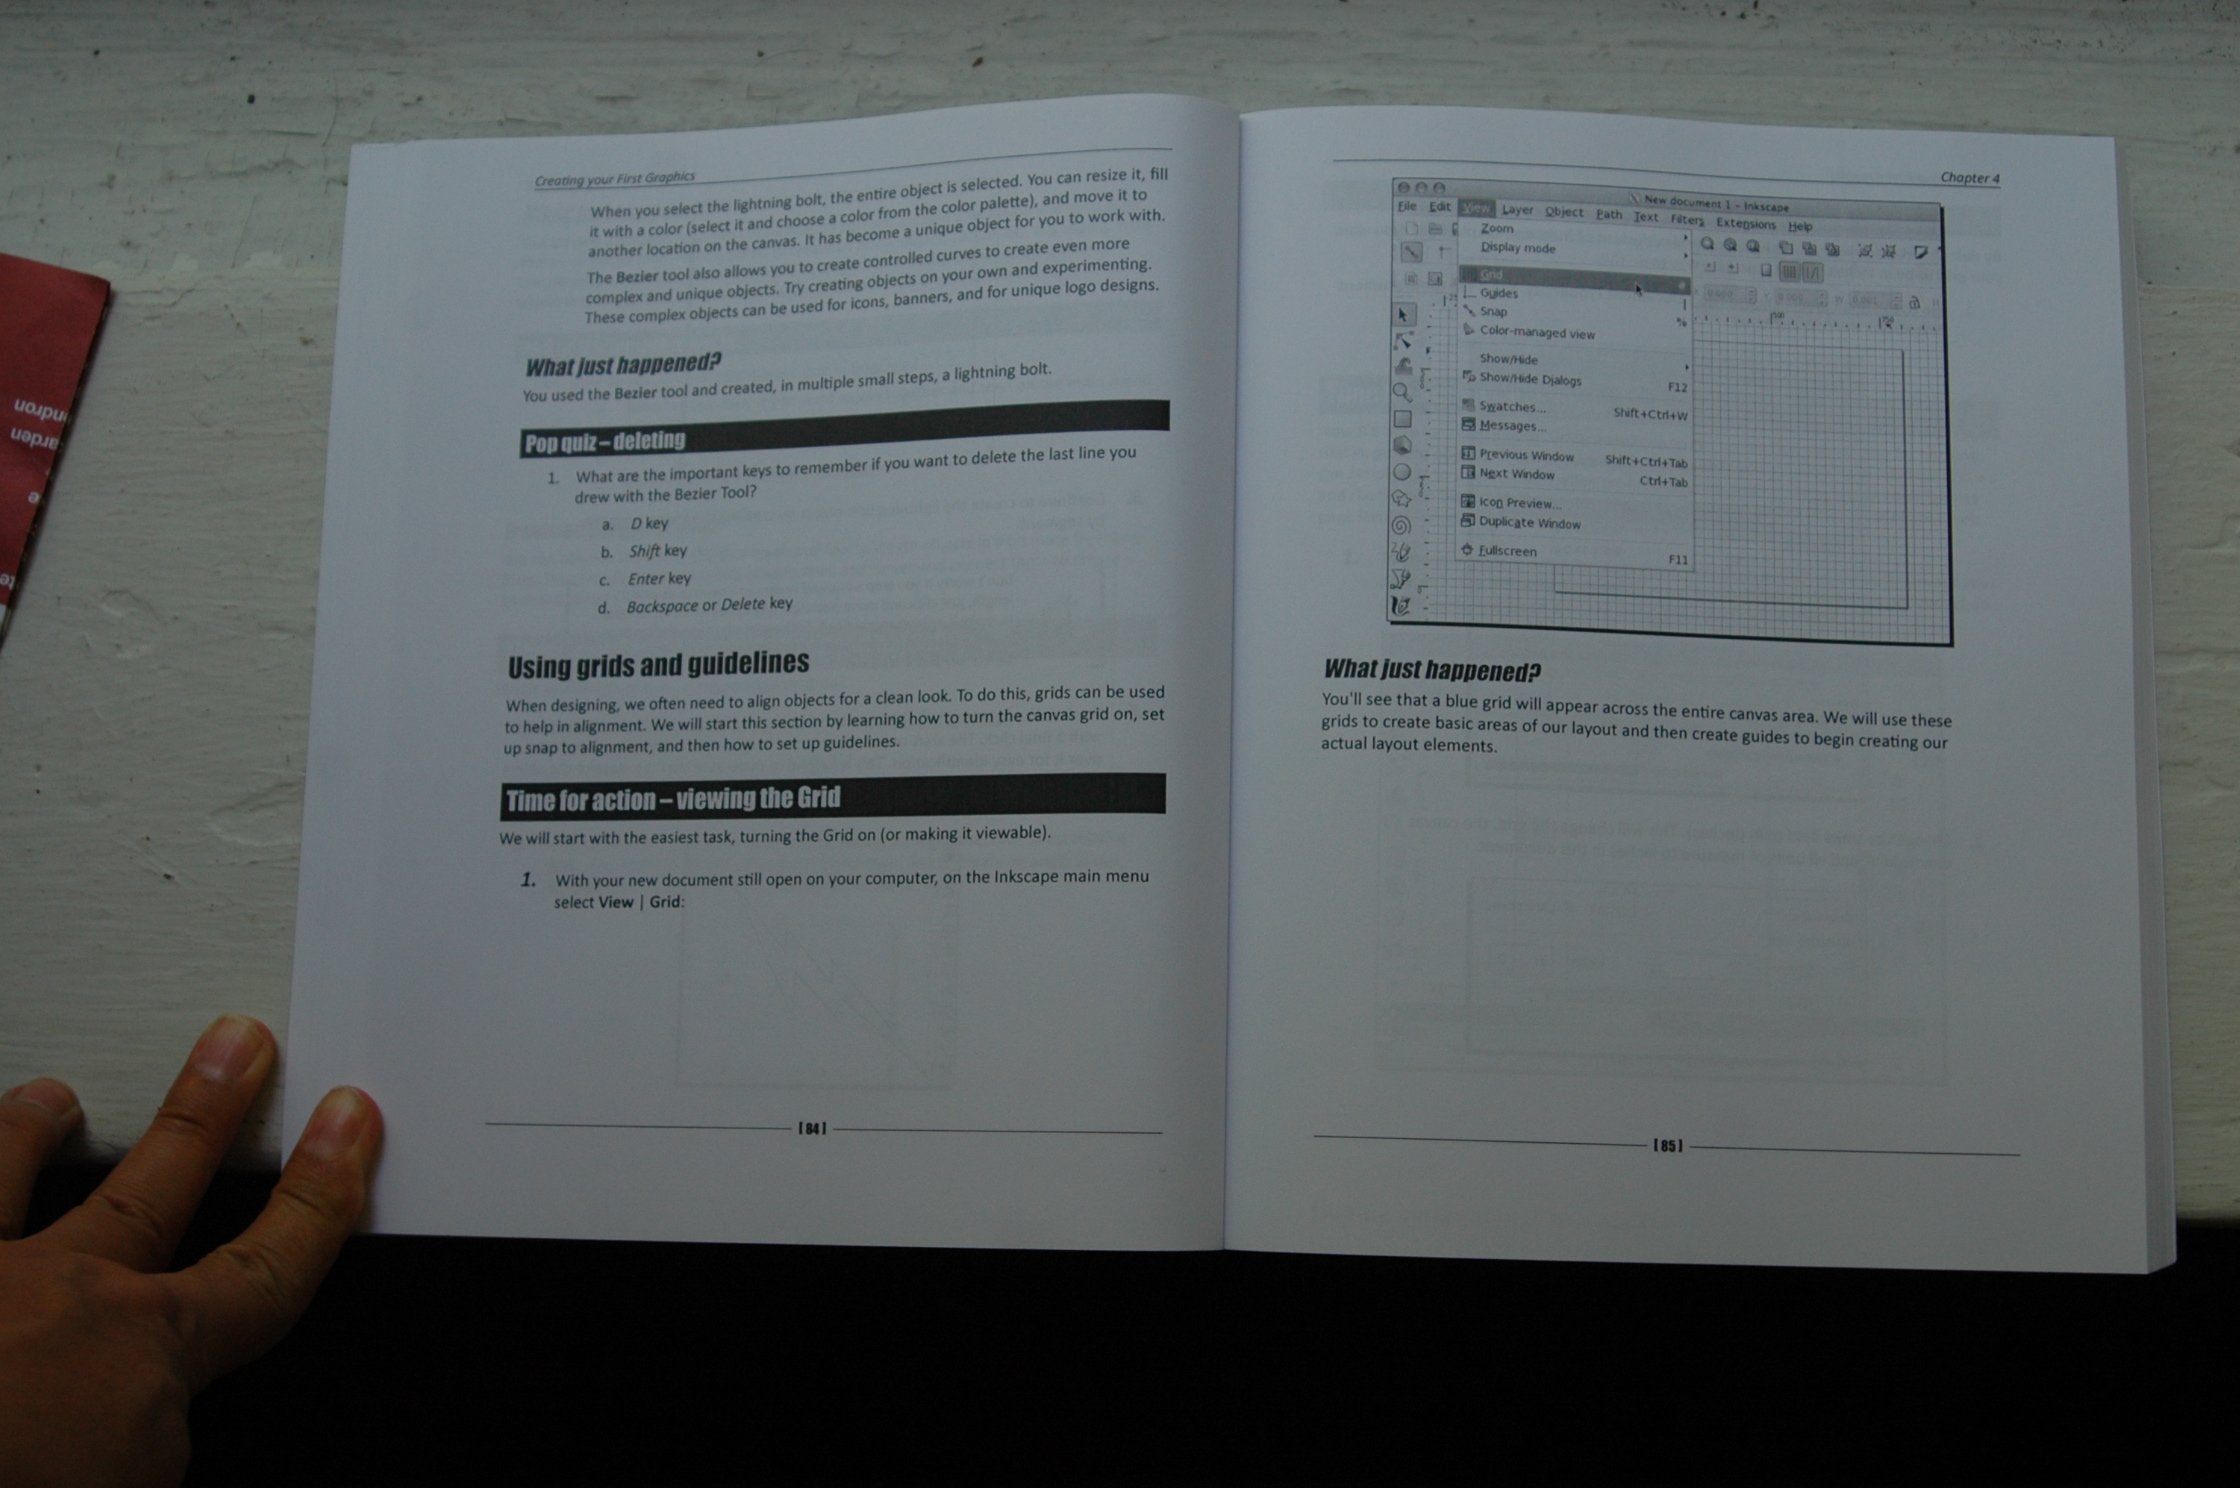 Creating your First Graphics
When you select the lightning bolt, the entire object is selected. You can resize it, fill
it with a color (select it and choose a color from the color palette), and move it to
another location on the canvas. It has become a unique object for you to work with.
The Bezier tool also allows you to create controlled curves to create even more
complex and unique objects. Try creating objects on your own and experimenting.
These complex objects can be used for icons, banners, and for unique logo designs.
What just happened?
You used the Bezier tool and created, in multiple small steps, a lightning bolt.
Pop quiz – deleting
1. What are the important keys to remember if you want to delete the last line you
drew with the Bezier Tool?
a. D key
b. Shift key
c. Enter key
d. Backspace or Delete key
Using grids and guidelines
When designing, we often need to align objects for a clean look. To do this, grids can be used
to help in alignment. We will start this section by learning how to turn the canvas grid on, set
up snap to alignment, and then how to set up guidelines.
Time for action – viewing the Grid
We will start with the easiest task, turning the Grid on (or making it viewable).
1. With your new document still open on your computer, on the Inkscape main menu
select View | Grid:
[ 84 ]
Chapter 4
New document 1 - Inkscape
File Edit View Layer Object Path Text Filters Extensions Help
Zoom
Display mode
Grid #
Guides |
Snap %
Color-managed view
Show/Hide
Show/Hide Dialogs F12
Swatches... Shift+Ctrl+W
Messages...
Previous Window Shift+Ctrl+Tab
Next Window Ctrl+Tab
Icon Preview...
Duplicate Window
Fullscreen F11
What just happened?
You'll see that a blue grid will appear across the entire canvas area. We will use these
grids to create basic areas of our layout and then create guides to begin creating our
actual layout elements.
[ 85 ]